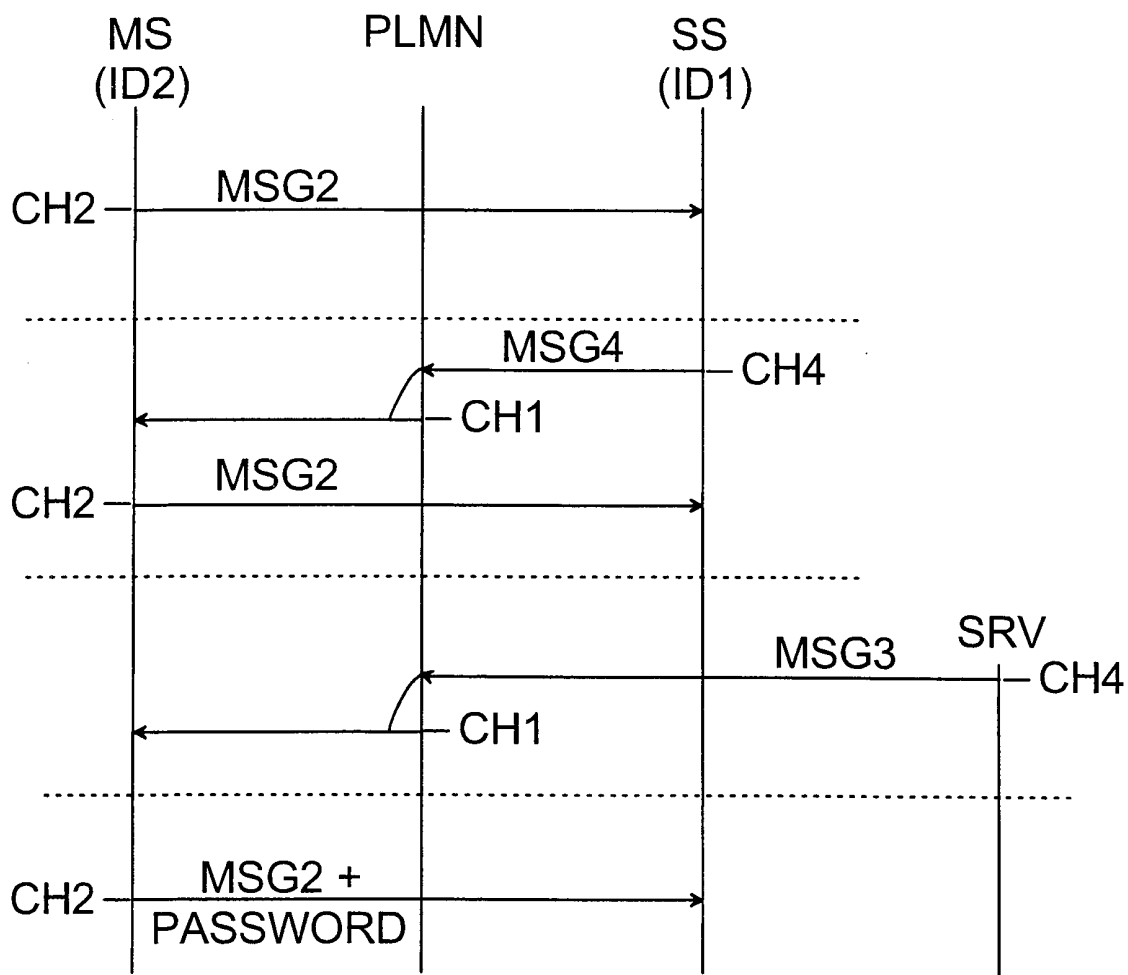 MS PLMN SS
(ID2) (ID1)
MSG2
CH2
MSG4
CH4
CH1
MSG2
CH2
SRV
MSG3
CH4
CH1
MSG2 +
CH2
PASSWORD